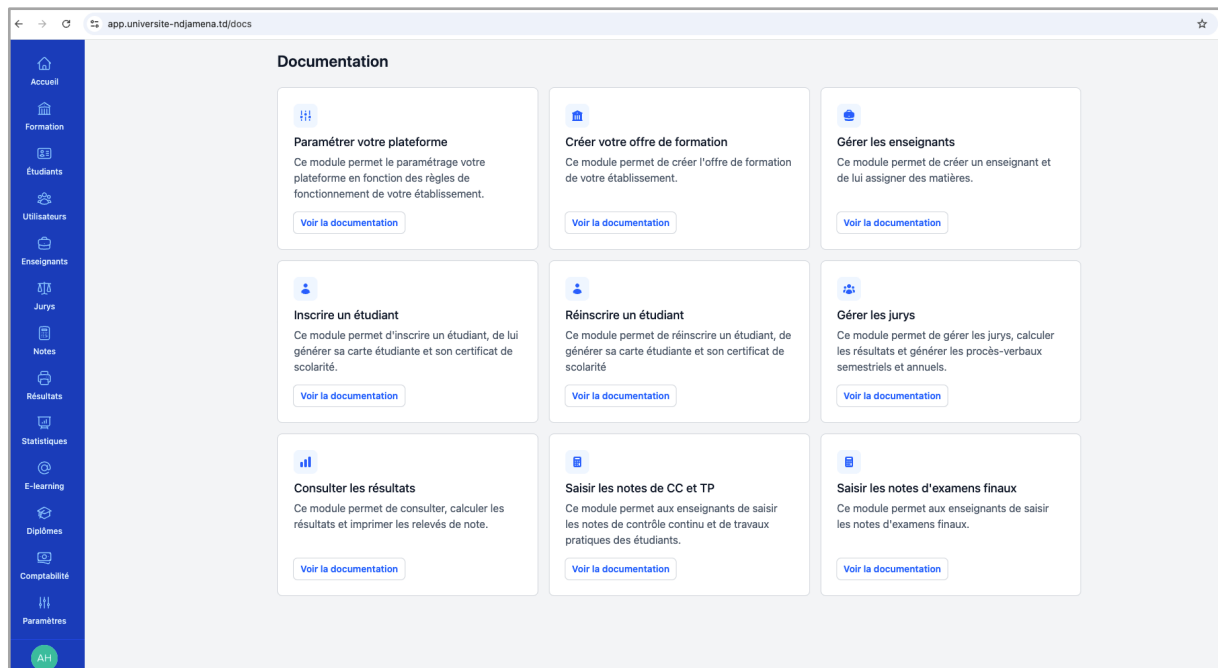 app.universite-ndjamena.td/docs
Accueil
Formation
Étudiants
Utilisateurs
Enseignants
Jurys
Notes
Résultats
Statistiques
E-learning
Diplômes
Comptabilité
Paramètres
AH
Documentation
Paramétrer votre plateforme
Ce module permet le paramétrage votre
plateforme en fonction des règles de
fonctionnement de votre établissement.
Voir la documentation
Créer votre offre de formation
Ce module permet de créer l'offre de formation
de votre établissement.
Voir la documentation
Gérer les enseignants
Ce module permet de créer un enseignant et
de lui assigner des matières.
Voir la documentation
Inscrire un étudiant
Ce module permet d'inscrire un étudiant, de lui
générer sa carte étudiante et son certificat de
scolarité.
Voir la documentation
Réinscrire un étudiant
Ce module permet de réinscrire un étudiant, de
générer sa carte étudiante et son certificat de
scolarité
Voir la documentation
Gérer les jurys
Ce module permet de gérer les jurys, calculer
les résultats et générer les procès-verbaux
semestriels et annuels.
Voir la documentation
Consulter les résultats
Ce module permet de consulter, calculer les
résultats et imprimer les relevés de note.
Voir la documentation
Saisir les notes de CC et TP
Ce module permet aux enseignants de saisir
les notes de contrôle continu et de travaux
pratiques des étudiants.
Voir la documentation
Saisir les notes d'examens finaux
Ce module permet aux enseignants de saisir
les notes d'examens finaux.
Voir la documentation